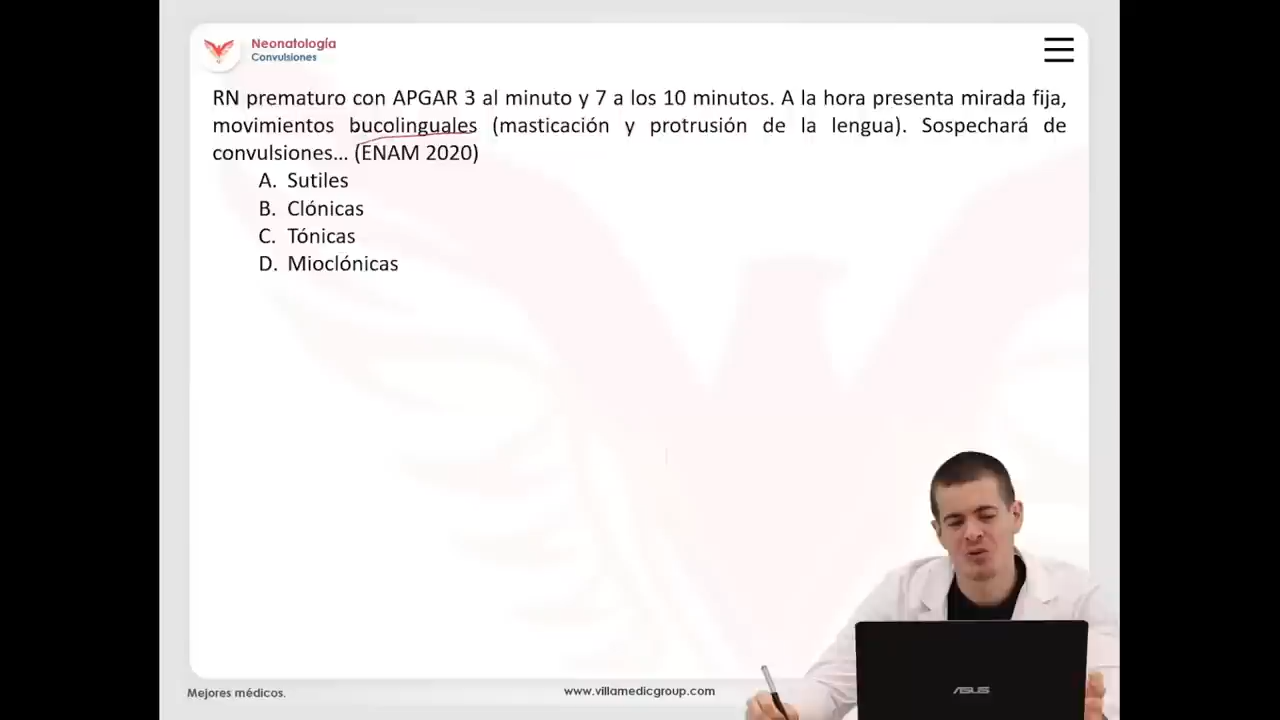 Neonatología
Convulsiones
RN prematuro con APGAR 3 al minuto y 7 a los 10 minutos. A la hora presenta mirada fija,
movimientos bucolinguales (masticación y protrusión de la lengua). Sospechará de
convulsiones... (ENAM 2020)
A. Sutiles
B. Clónicas
C. Tónicas
D. Mioclónicas
ASUS
Mejores médicos.
www.villamedicgroup.com